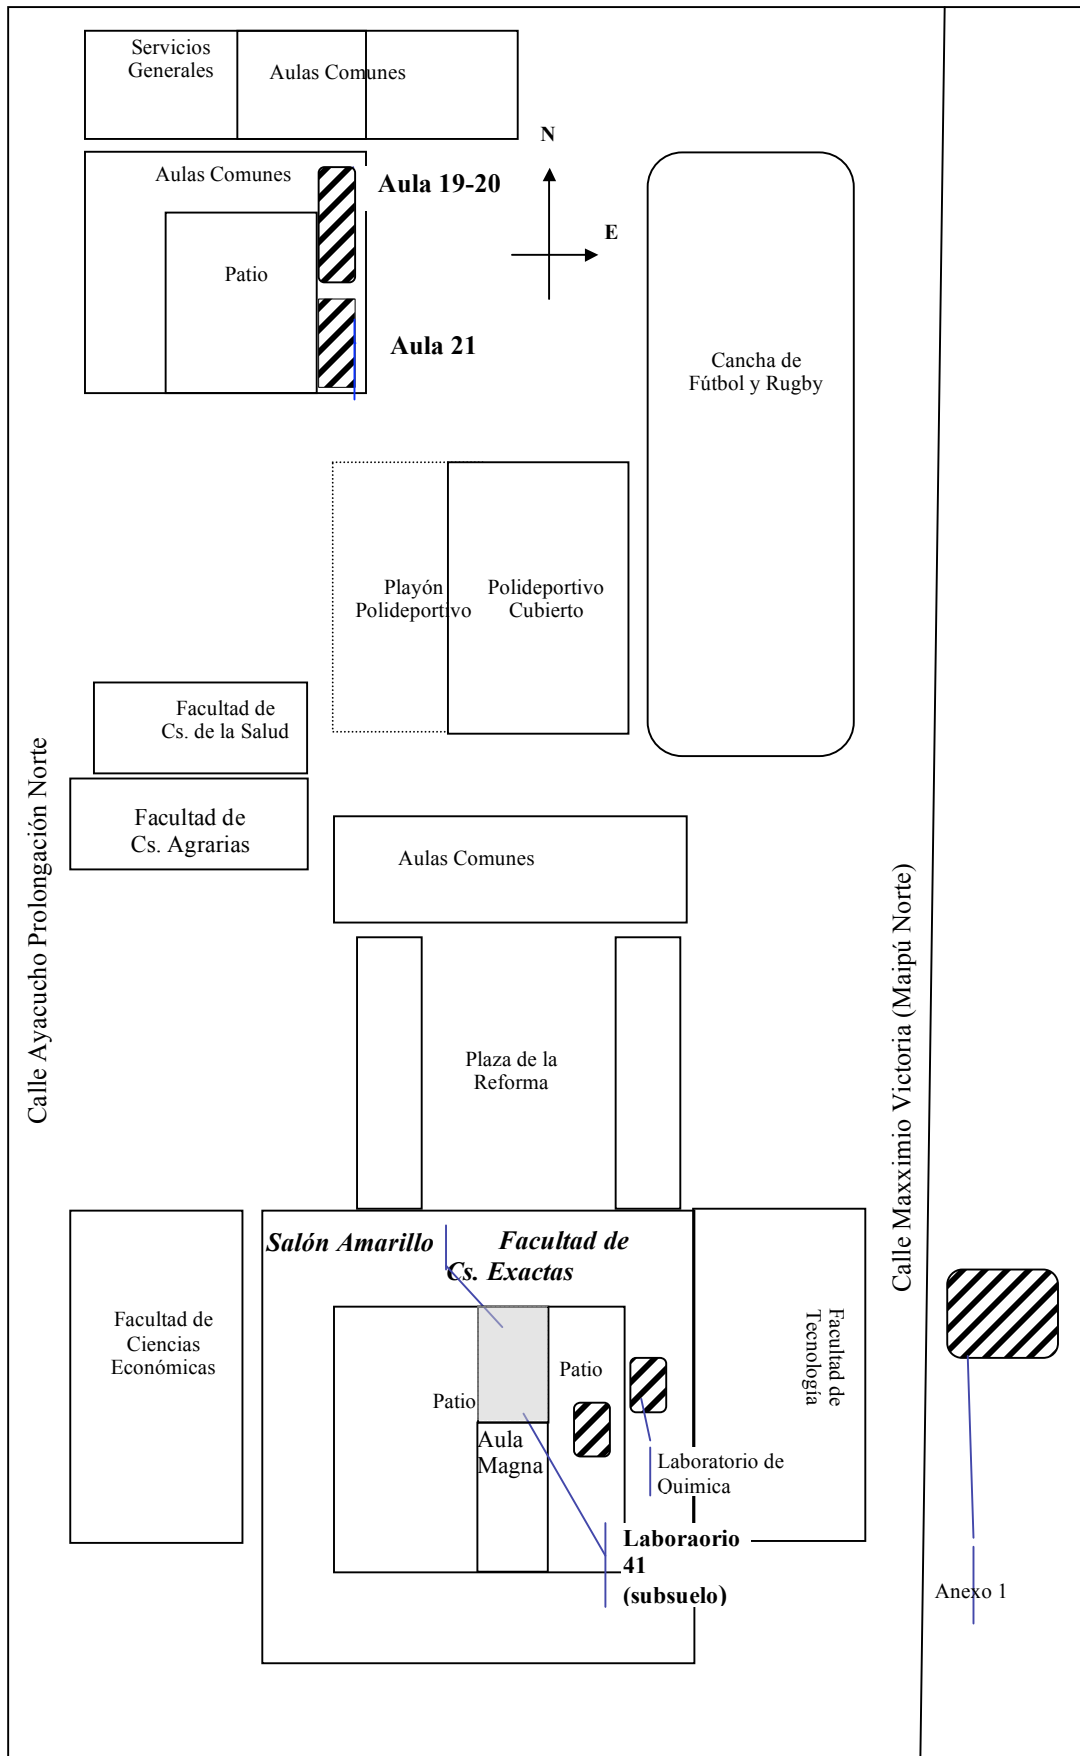 Servicios
Generales
Aulas Comunes
N
Aulas Comunes
Aula 19-20
E
Patio
Aula 21
Cancha de
Fútbol y Rugby
Playón
Polideportivo
Polideportivo
Cubierto
Facultad de
Cs. de la Salud
Facultad de
Cs. Agrarias
Aulas Comunes
Calle Ayacucho Prolongación Norte
Calle Maxximio Victoria (Maipú Norte)
Plaza de la
Reforma
Salón Amarillo
Facultad de
Cs. Exactas
Facultad de
Ciencias
Económicas
Facultad de
Tecnología
Patio
Patio
Aula
Magna
Laboratorio de
Quimica
Laboraorio
41
(subsuelo)
Anexo 1